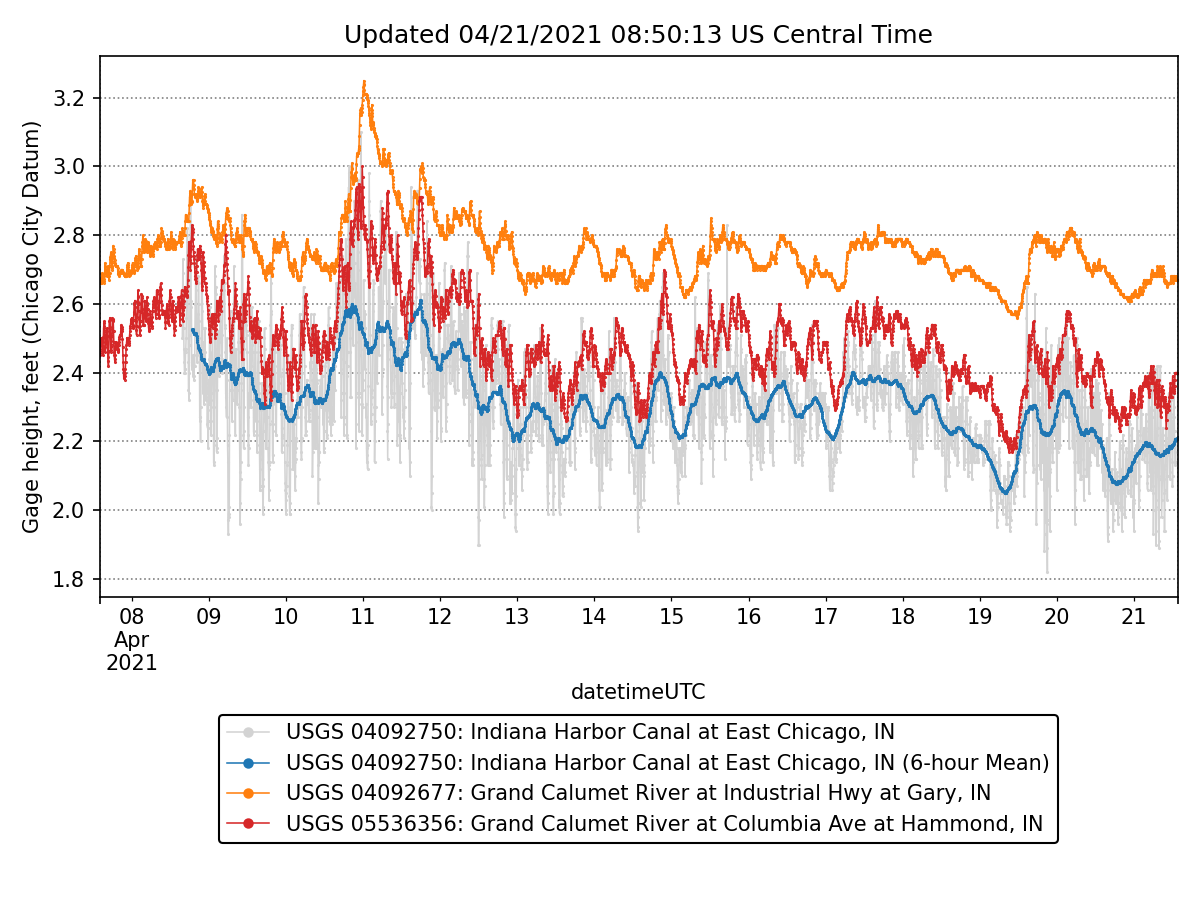 Updated 04/21/2021 08:50:13 US Central Time
Gage height, feet (Chicago City Datum)
3.2
3.0
2.8
2.6
2.4
2.2
2.0
1.8
08 09 10 11 12 13 14 15 16 17 18 19 20 21
Apr
2021
datetimeUTC
USGS 04092750: Indiana Harbor Canal at East Chicago, IN
USGS 04092750: Indiana Harbor Canal at East Chicago, IN (6-hour Mean)
USGS 04092677: Grand Calumet River at Industrial Hwy at Gary, IN
USGS 05536356: Grand Calumet River at Columbia Ave at Hammond, IN